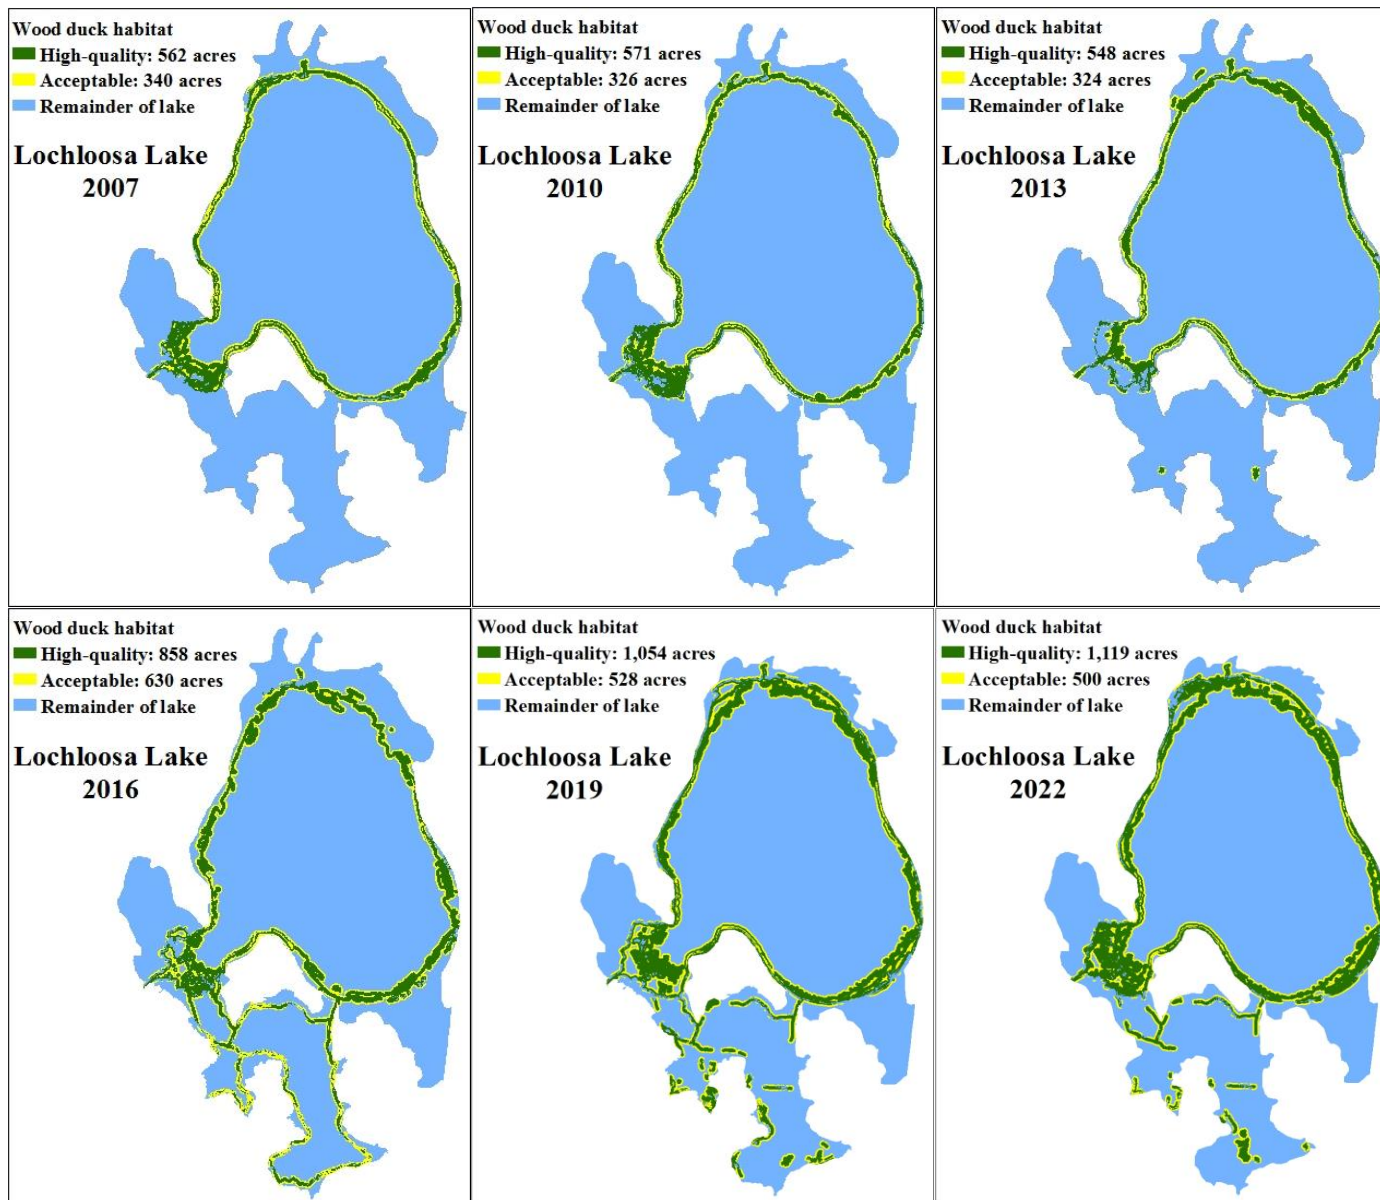 Wood duck habitat
High-quality: 562 acres
Acceptable: 340 acres
Remainder of lake
Lochloosa Lake
2007
Wood duck habitat
High-quality: 571 acres
Acceptable: 326 acres
Remainder of lake
Lochloosa Lake
2010
Wood duck habitat
High-quality: 548 acres
Acceptable: 324 acres
Remainder of lake
Lochloosa Lake
2013
Wood duck habitat
High-quality: 858 acres
Acceptable: 630 acres
Remainder of lake
Lochloosa Lake
2016
Wood duck habitat
High-quality: 1,054 acres
Acceptable: 528 acres
Remainder of lake
Lochloosa Lake
2019
Wood duck habitat
High-quality: 1,119 acres
Acceptable: 500 acres
Remainder of lake
Lochloosa Lake
2022